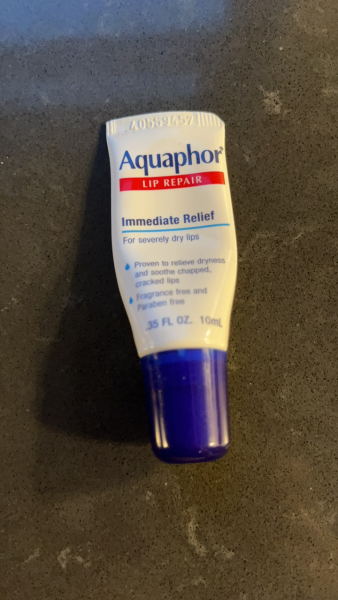 40559457
Aquaphor
LIP REPAIR
Immediate Relief
For severely dry lips
Proven to relieve dryness
and soothe chapped,
cracked lips
Fragrance free and
Paraben free
.35 FL OZ. 10mL